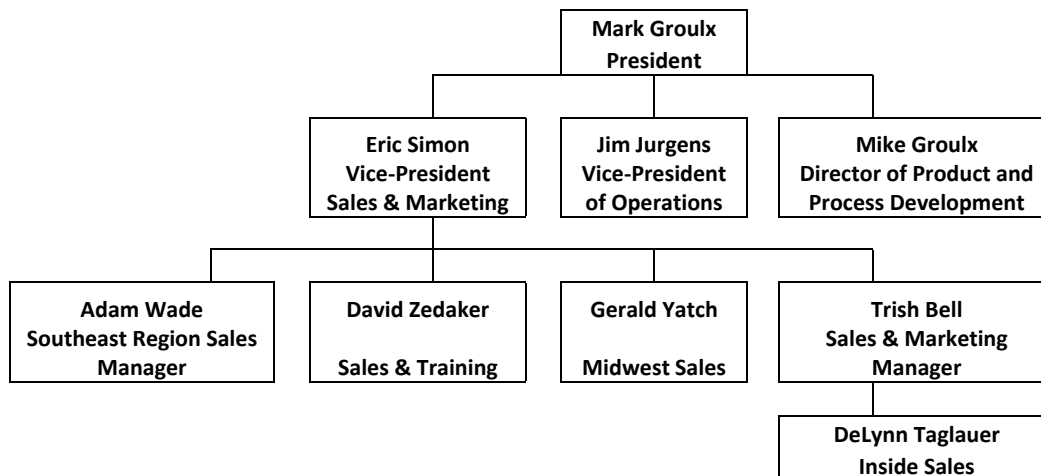 Mark Groulx
President
Eric Simon
Vice-President
Sales & Marketing
Jim Jurgens
Vice-President
of Operations
Mike Groulx
Director of Product and
Process Development
Adam Wade
Southeast Region Sales
Manager
David Zedaker
Sales & Training
Gerald Yatch
Midwest Sales
Trish Bell
Sales & Marketing
Manager
DeLynn Taglauer
Inside Sales